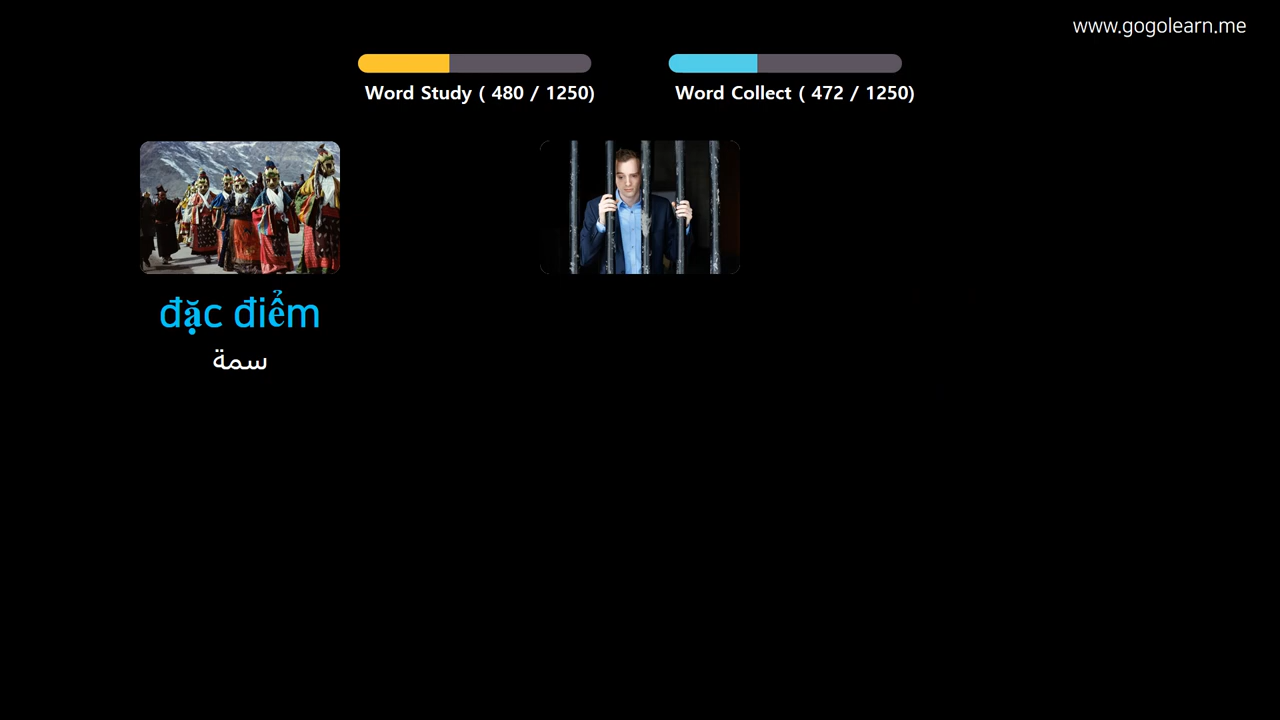 www.gogolearn.me
Word Study ( 480 / 1250)
Word Collect ( 472 / 1250)
đặc điểm
سمة